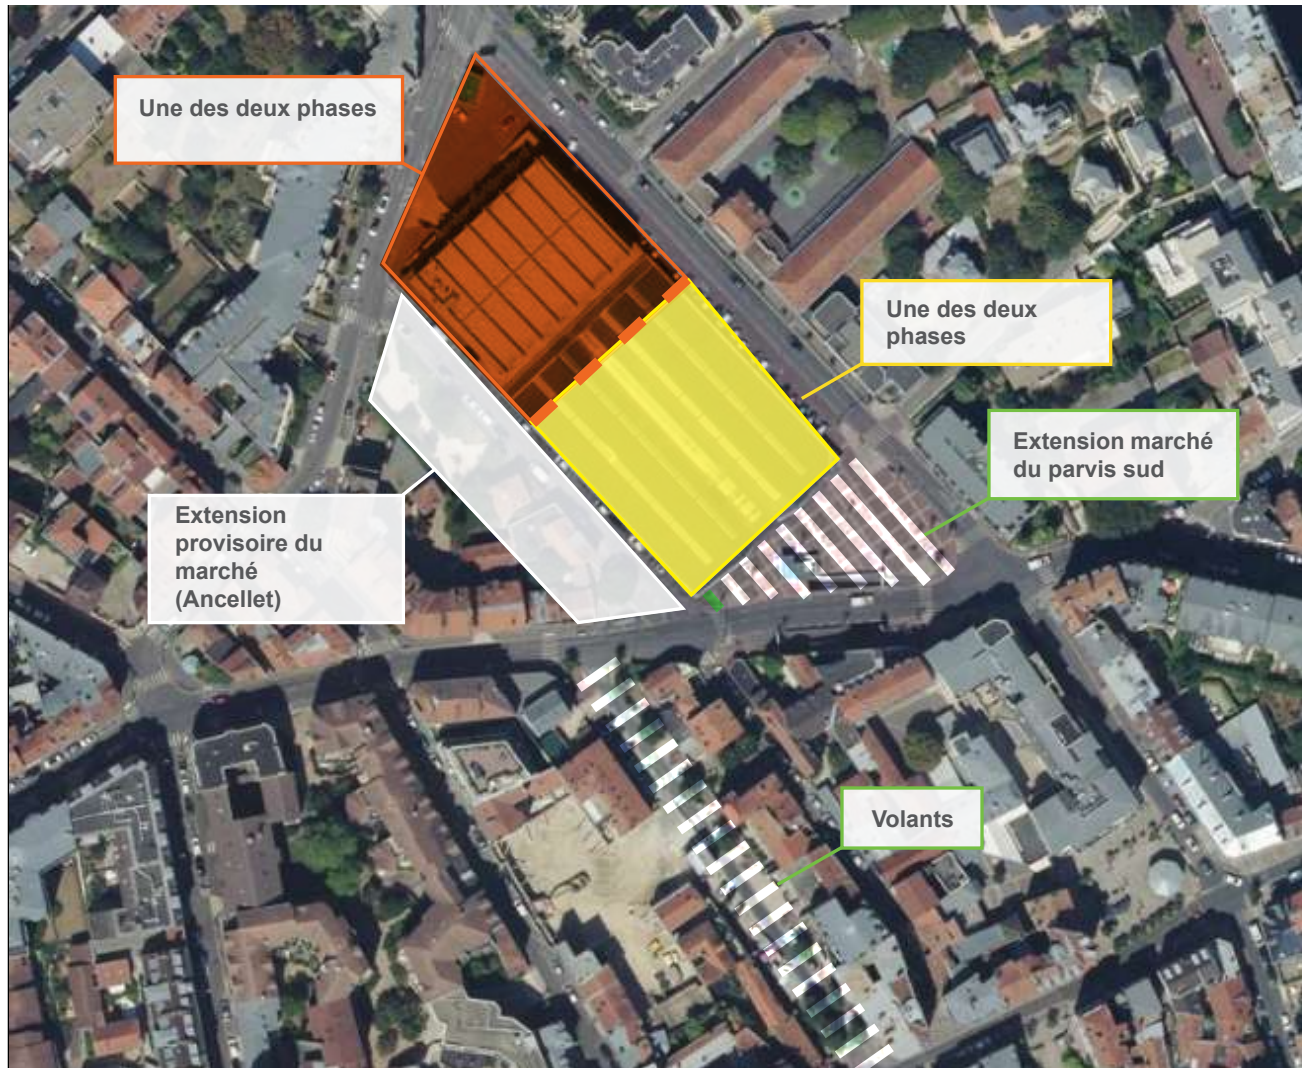 Une des deux phases
Une des deux
phases
Extension marché
du parvis sud
Extension
provisoire du
marché
(Ancellet)
Volants